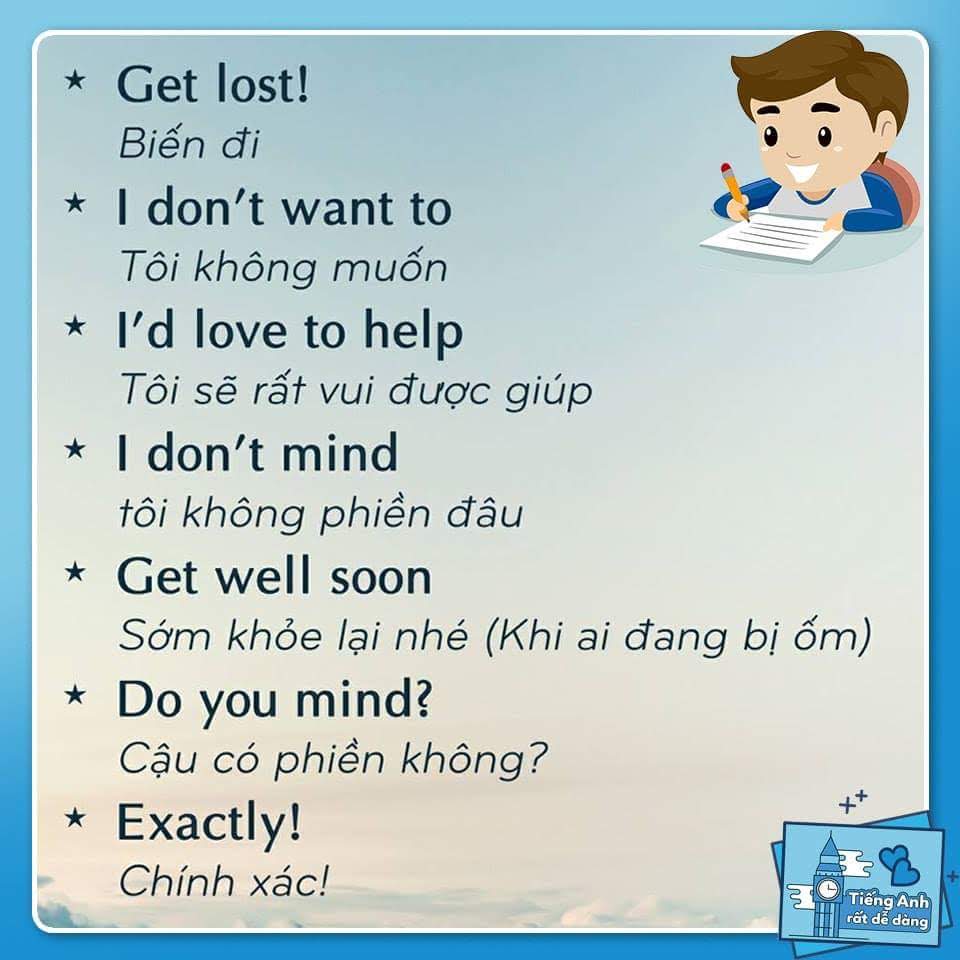 ★ Get lost!
Biến đi
★ I don't want to
Tôi không muốn
★ I'd love to help
Tôi sẽ rất vui được giúp
★ I don't mind
tôi không phiền đâu
★ Get well soon
Sớm khỏe lại nhé (Khi ai đang bị ốm)
★ Do you mind?
Cậu có phiền không?
★ Exactly!
Chính xác!
Tiếng Anh
rất dễ dàng